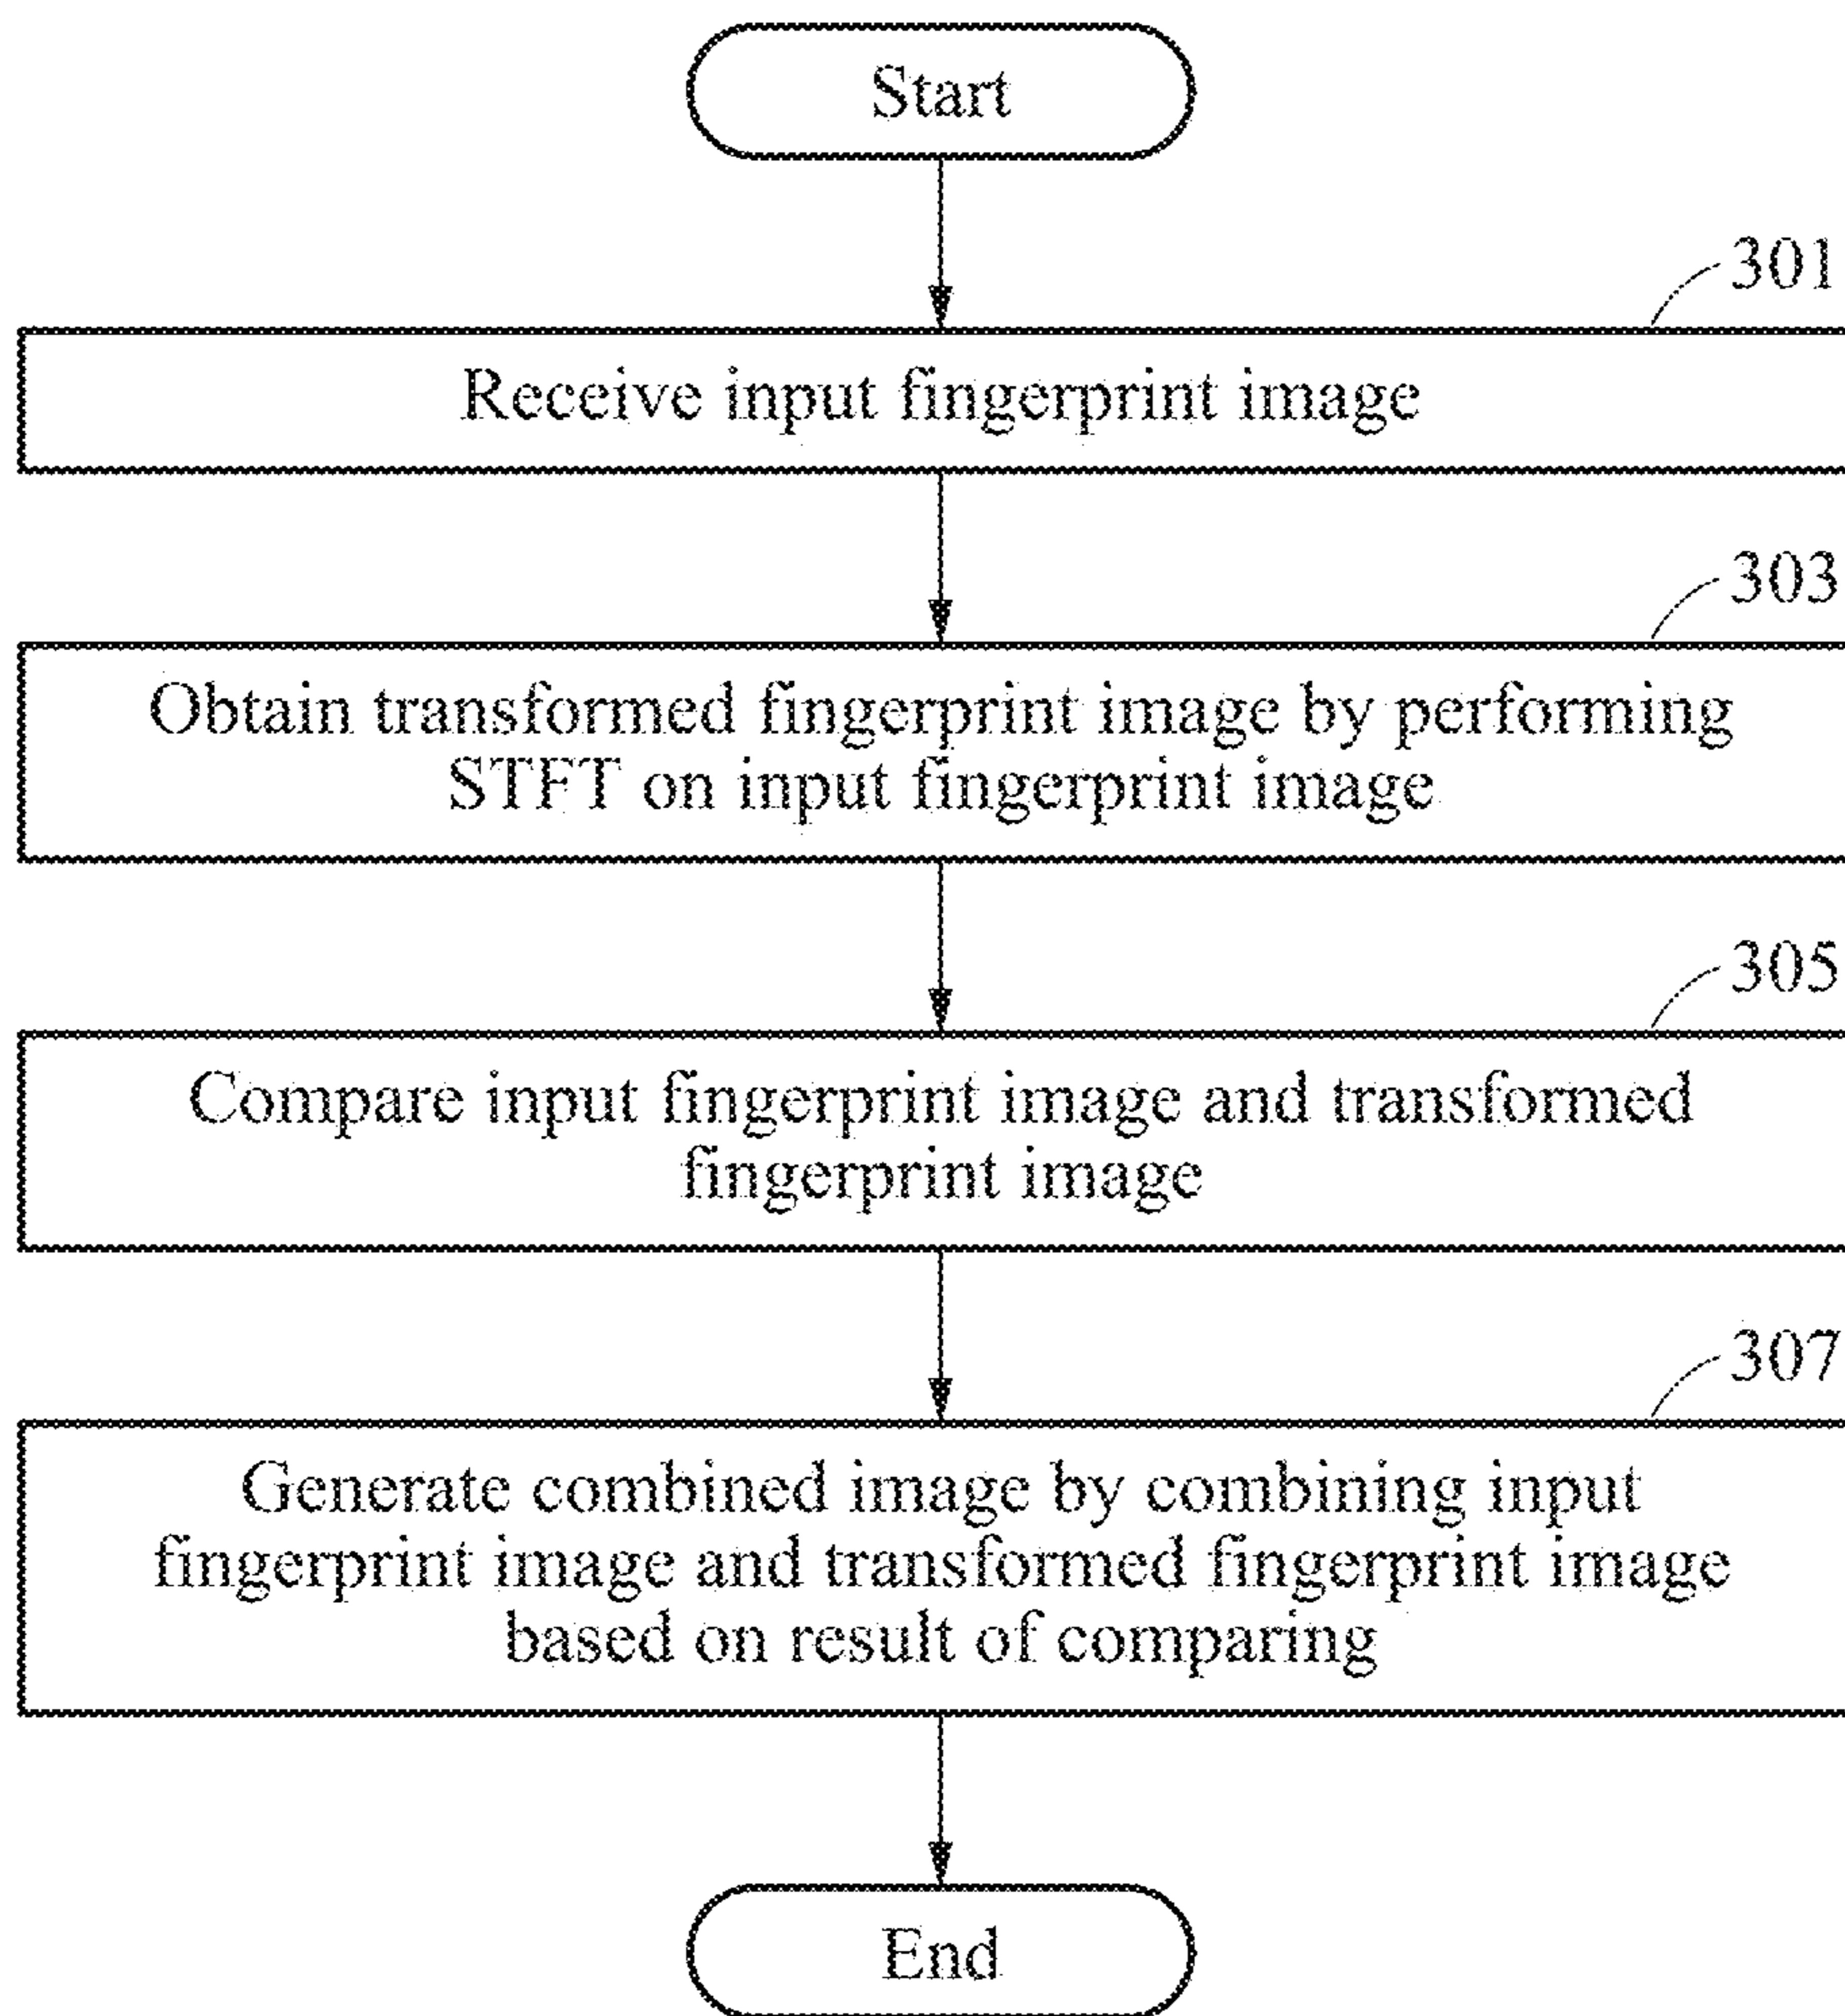 Start
301
Receive input fingerprint image
303
Obtain transformed fingerprint image by performing
STFT on input fingerprint image
305
Compare input fingerprint image and transformed
fingerprint image
307
Generate combined image by combining input
fingerprint image and transformed fingerprint image
based on result of comparing
End